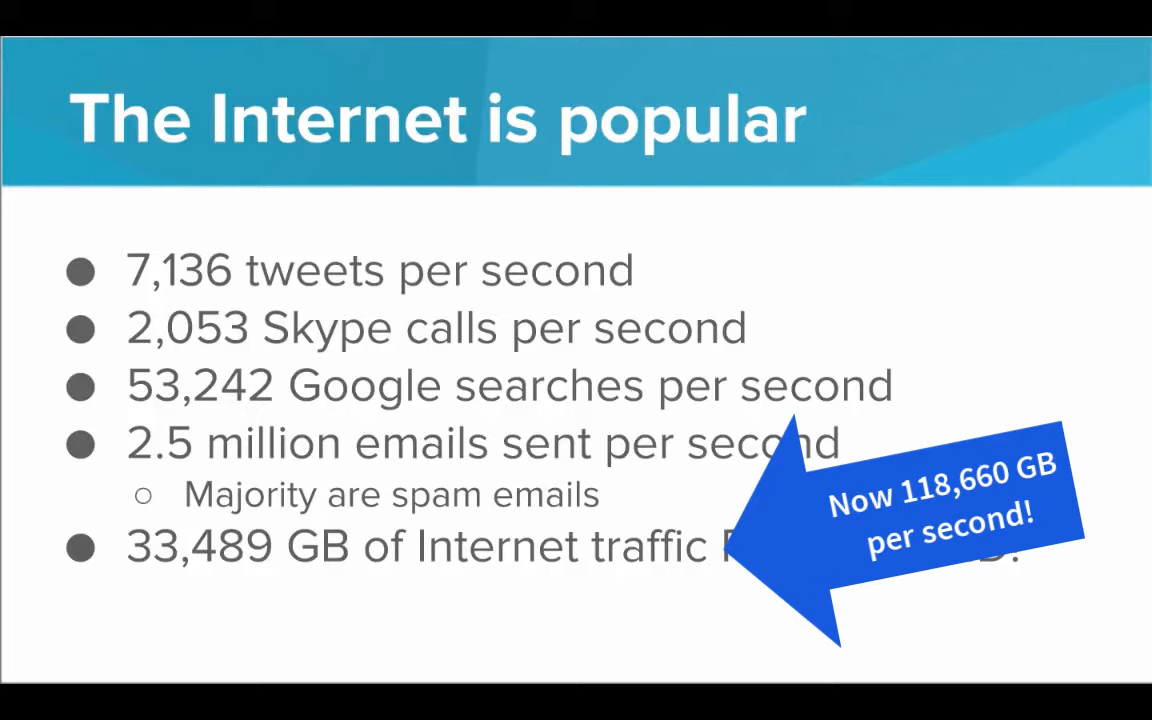 The Internet is popular
● 7,136 tweets per second
● 2,053 Skype calls per second
● 53,242 Google searches per second
● 2.5 million emails sent per second
○ Majority are spam emails
● 33,489 GB of Internet traffic
Now 118,660 GB
per second!